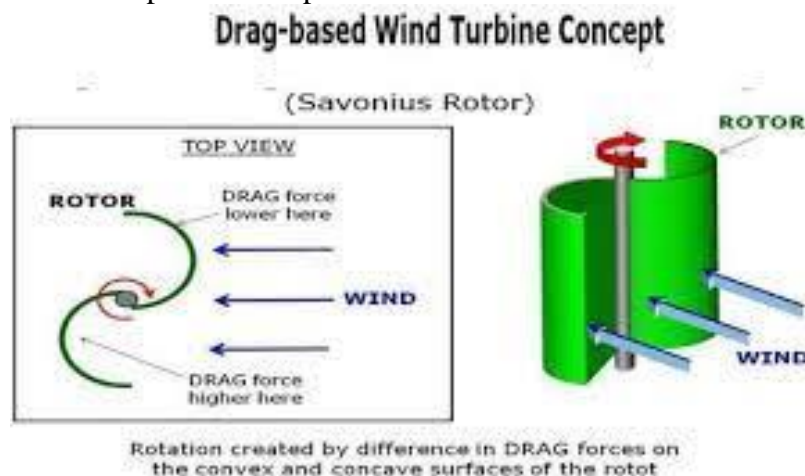 Drag-based Wind Turbine Concept
(Savonius Rotor)
TOP VIEW
ROTOR
DRAG force
lower here
WIND
DRAG force
higher here
ROTOR
WIND
Rotation created by difference in DRAG forces on
the convex and concave surfaces of the rotot